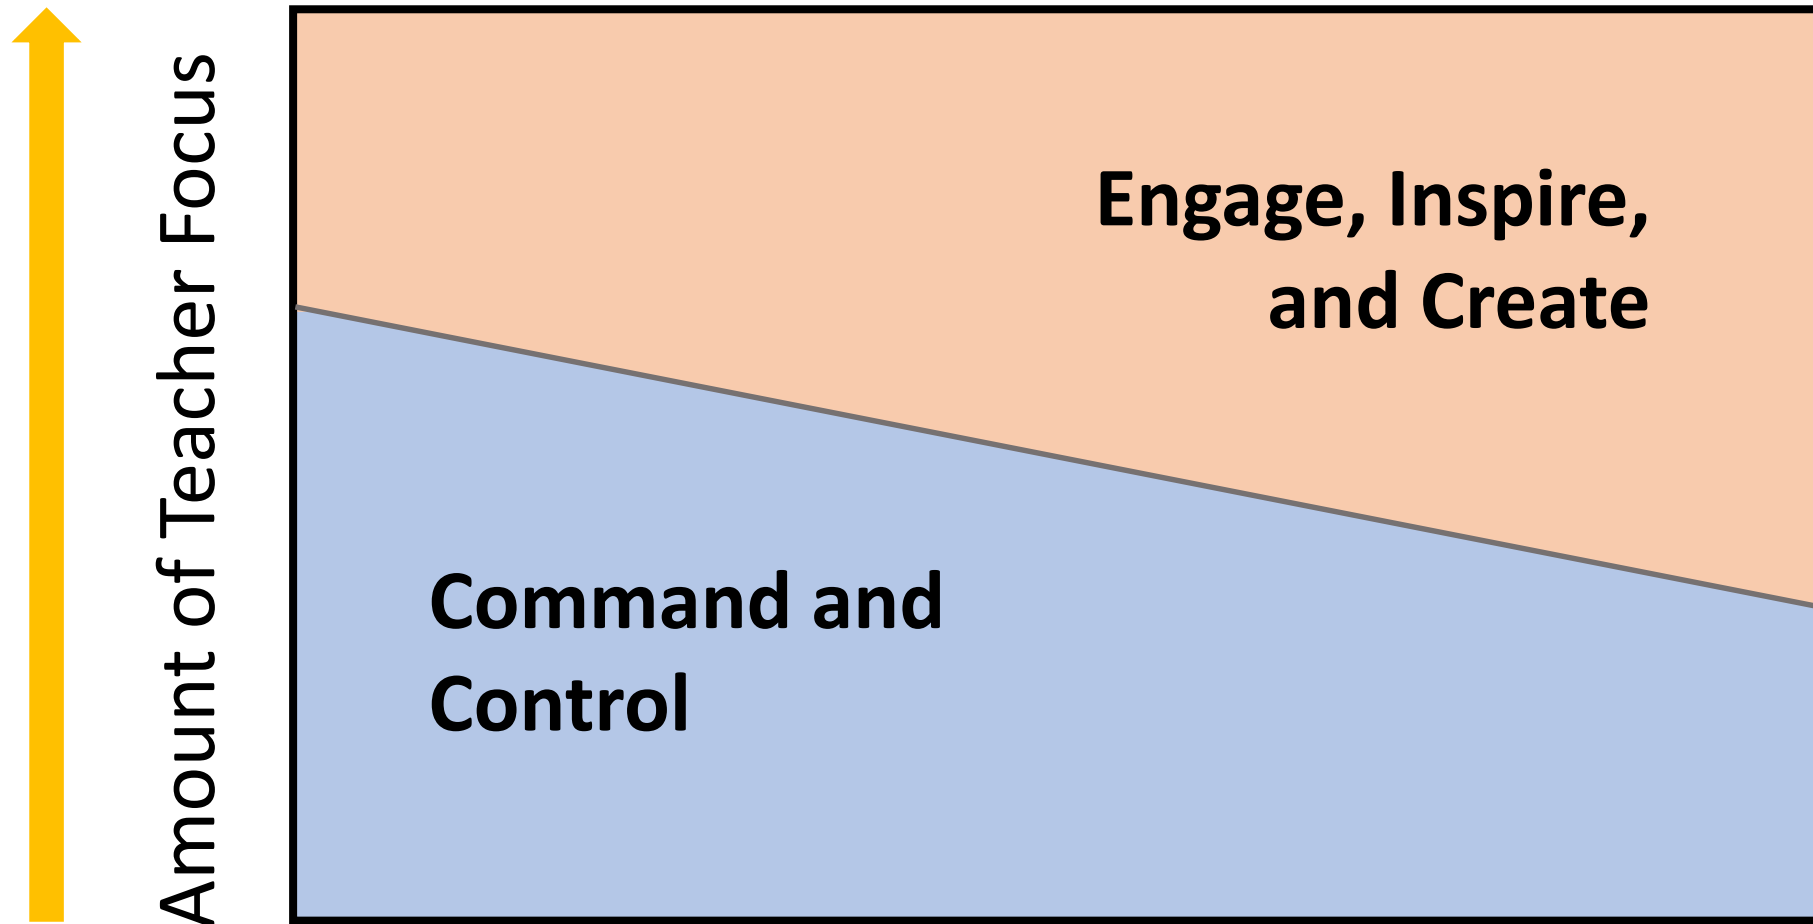 Amount of Teacher Focus
Engage, Inspire,
and Create
Command and
Control